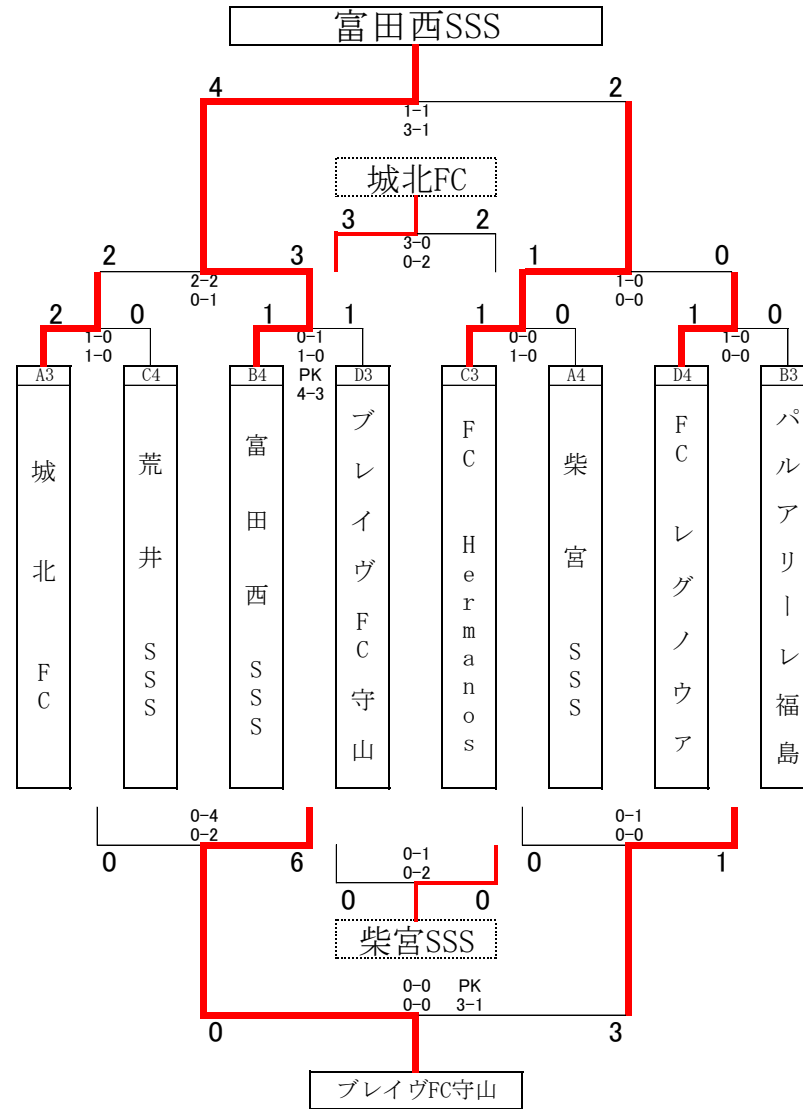 富田西SSS
4 2
1-1
3-1
城北FC
3 2
3-0
0-2
2 3 1 0
2-2 1-0
0-1 0-0
2 0 1 1 1 0 1 0
1-0 0-1 0-0 1-0
1-0 1-0 1-0 0-0
PK
4-3
A3 C4 B4 D3 C3 A4 D4 B3
城北FC
荒井SSS
富田西SSS
ブレイヴFC守山
FC Hermanos
柴宮SSS
FC レグノウァ
パルアリーレ福島
0-4 0-1
0-2 0-0
0 6 0 1
0-1
0-2
0 0
柴宮SSS
0-0 PK
0-0 3-1
0 3
ブレイヴFC守山